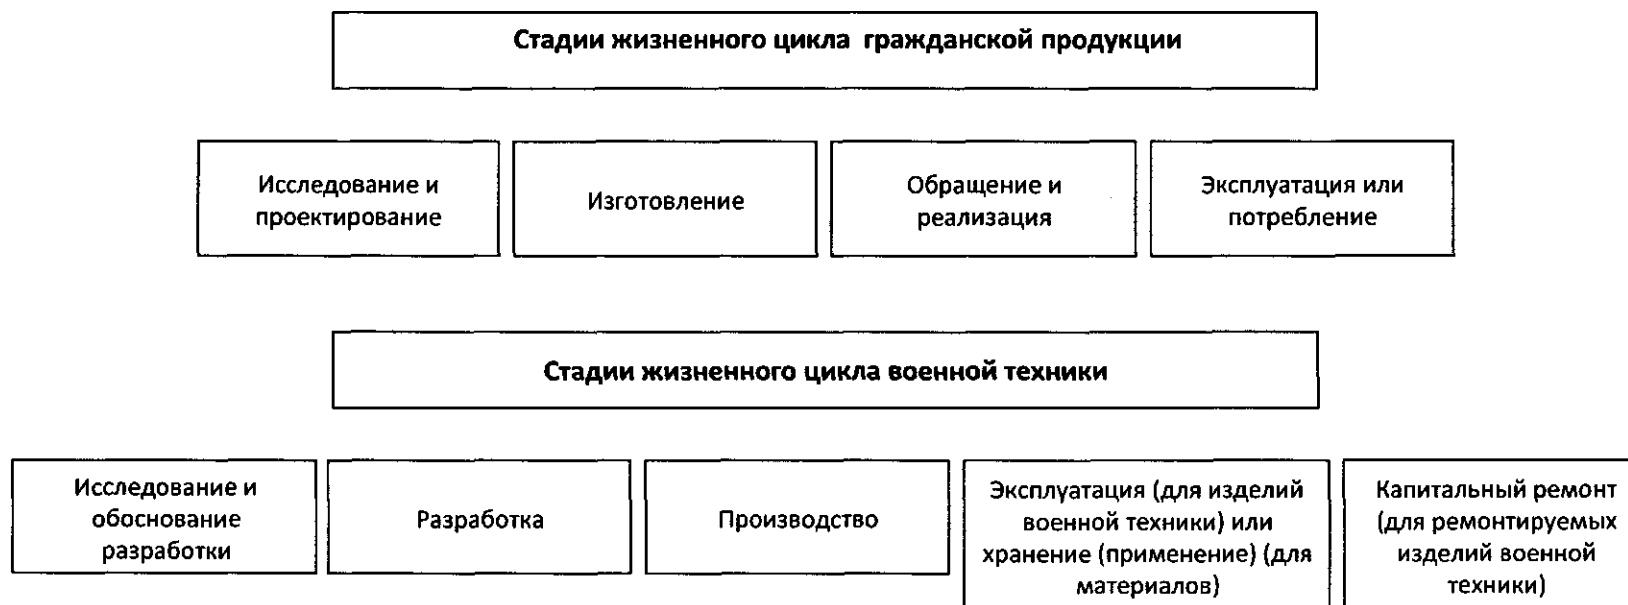 Стадии жизненного цикла гражданской продукции
Исследование и
проектирование
Изготовление
Обращение и
реализация
Эксплуатация или
потребление
Стадии жизненного цикла военной техники
Исследование и
обоснование
разработки
Разработка
Производство
Эксплуатация (для изделий
военной техники) или
хранение (применение) (для
материалов)
Капитальный ремонт
(для ремонтируемых
изделий военной
техники)